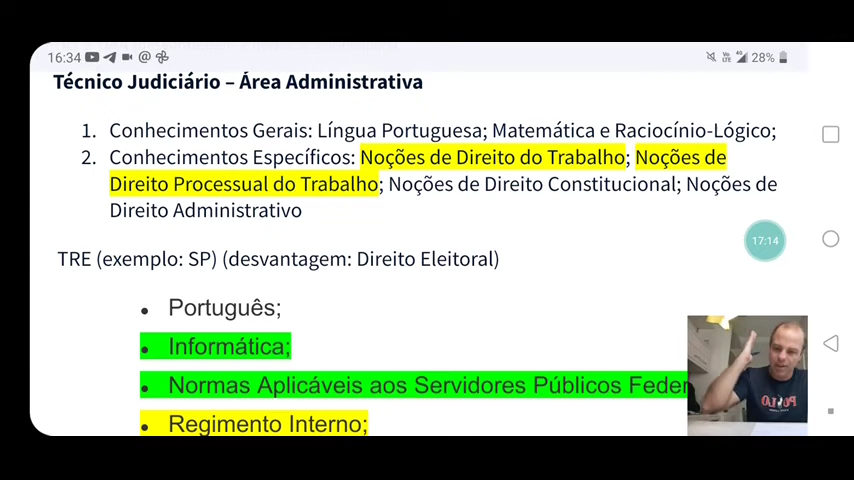 16:34
28%
Técnico Judiciário – Área Administrativa
1. Conhecimentos Gerais: Língua Portuguesa; Matemática e Raciocínio-Lógico;
2. Conhecimentos Específicos: Noções de Direito do Trabalho; Noções de
Direito Processual do Trabalho; Noções de Direito Constitucional; Noções de
Direito Administrativo
17:14
TRE (exemplo: SP) (desvantagem: Direito Eleitoral)
• Português;
• Informática;
• Normas Aplicáveis aos Servidores Públicos Feder
• Regimento Interno;